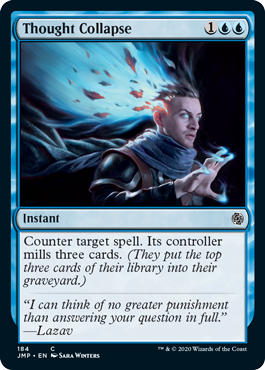 Thought Collapse 1
Instant
Counter target spell. Its controller
mills three cards. (They put the top
three cards of their library into their
graveyard.)
“I can think of no greater punishment
than answering your question in full.”
—Lazav
184 C
JMP • EN Sara Winters ™ & © 2020 Wizards of the Coast